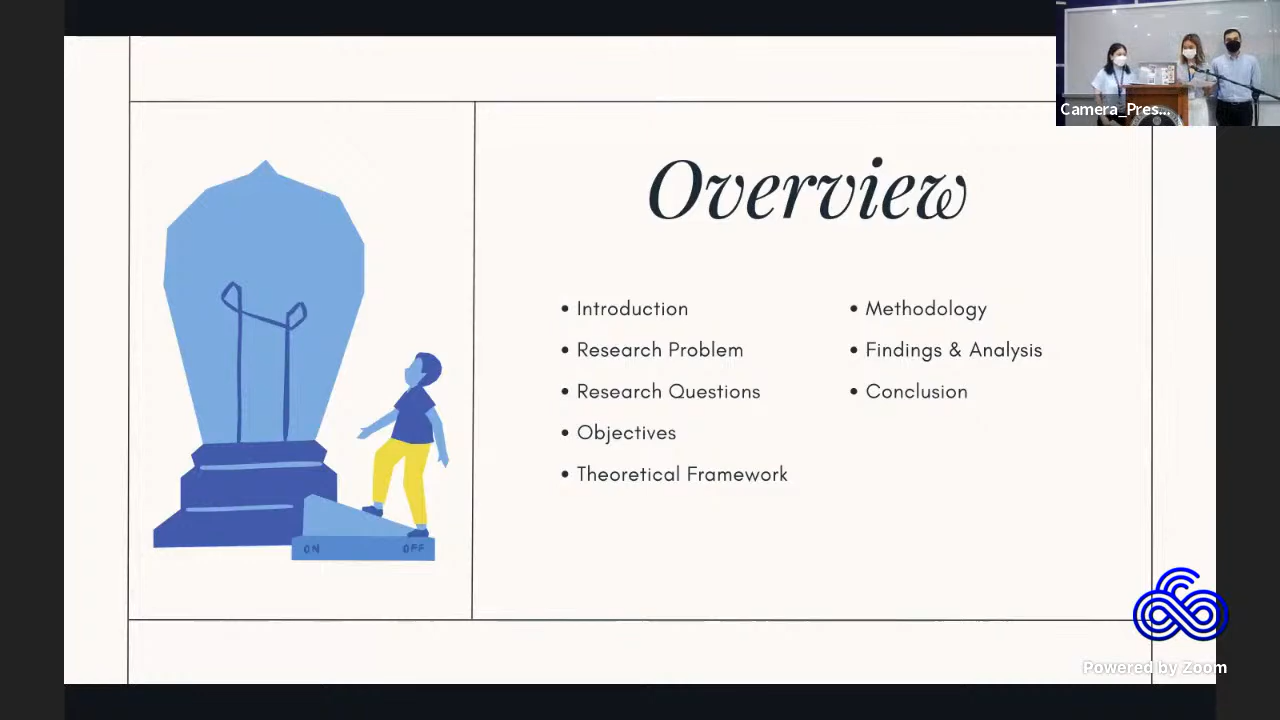 Camera_Pres...
Overview
• Introduction
• Research Problem
• Research Questions
• Objectives
• Theoretical Framework
• Methodology
• Findings & Analysis
• Conclusion
ON OFF
Powered by Zoom